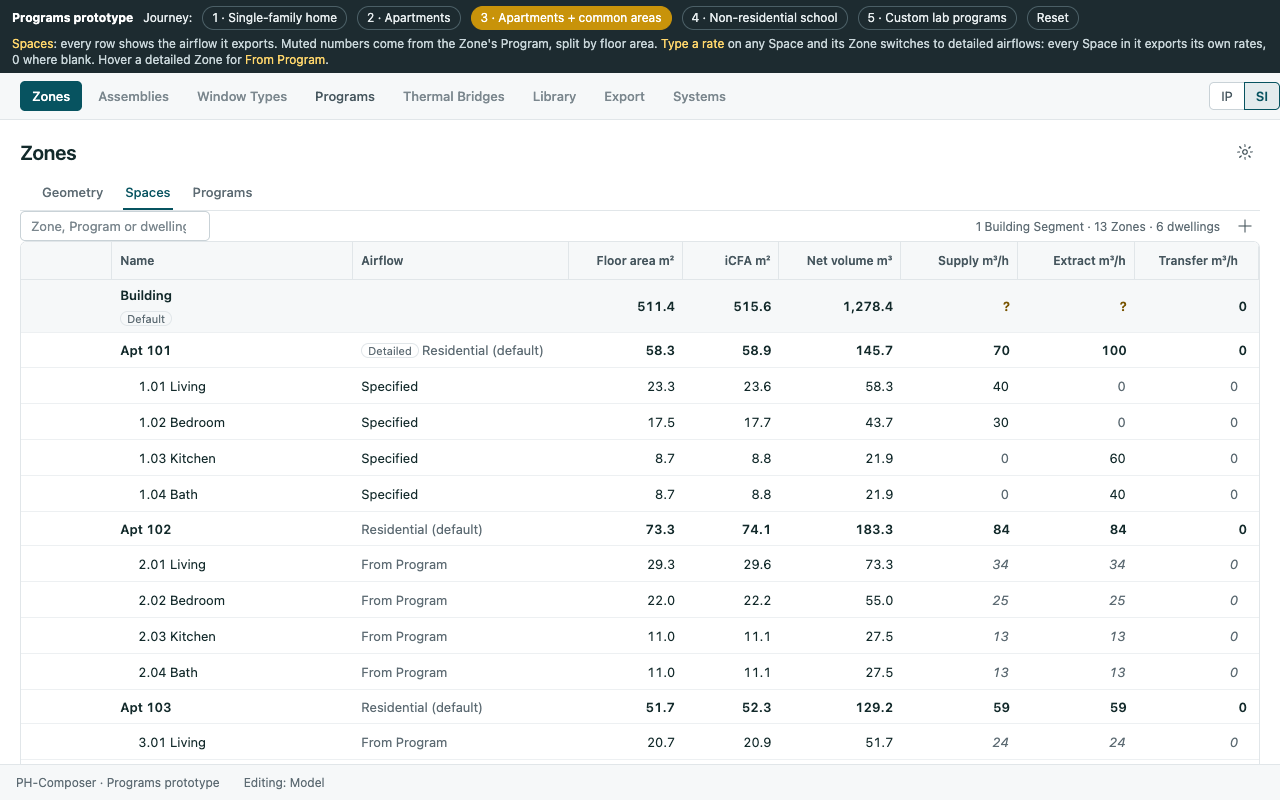 Programs prototype Journey: 1 · Single-family home 2 · Apartments 3 · Apartments + common areas 4 · Non-residential school 5 · Custom lab programs Reset
Spaces: every row shows the airflow it exports. Muted numbers come from the Zone's Program, split by floor area. Type a rate on any Space and its Zone switches to detailed airflows: every Space in it exports its own rates,
0 where blank. Hover a detailed Zone for From Program.
Zones Assemblies Window Types Programs Thermal Bridges Library Export Systems IP SI
Zones
Geometry Spaces Programs
Zone, Program or dwelling 1 Building Segment · 13 Zones · 6 dwellings
Name Airflow Floor area m² iCFA m² Net volume m³ Supply m³/h Extract m³/h Transfer m³/h
Building 511.4 515.6 1,278.4 ? ? 0
Default
Apt 101 Detailed Residential (default) 58.3 58.9 145.7 70 100 0
1.01 Living Specified 23.3 23.6 58.3 40 0 0
1.02 Bedroom Specified 17.5 17.7 43.7 30 0 0
1.03 Kitchen Specified 8.7 8.8 21.9 0 60 0
1.04 Bath Specified 8.7 8.8 21.9 0 40 0
Apt 102 Residential (default) 73.3 74.1 183.3 84 84 0
2.01 Living From Program 29.3 29.6 73.3 34 34 0
2.02 Bedroom From Program 22.0 22.2 55.0 25 25 0
2.03 Kitchen From Program 11.0 11.1 27.5 13 13 0
2.04 Bath From Program 11.0 11.1 27.5 13 13 0
Apt 103 Residential (default) 51.7 52.3 129.2 59 59 0
3.01 Living From Program 20.7 20.9 51.7 24 24 0
PH-Composer · Programs prototype Editing: Model